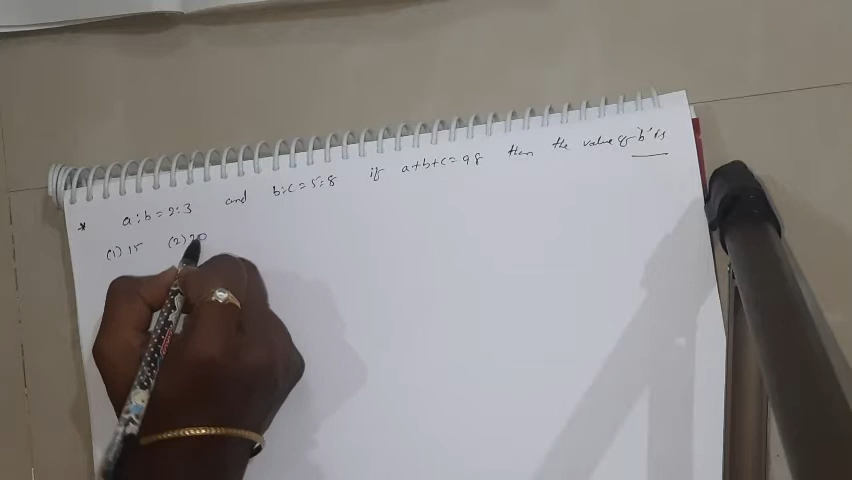 * a:b=2:3 and b:c=5:8 if a+b+c=98 then the value of 'b' is
(1) 15 (2) 20